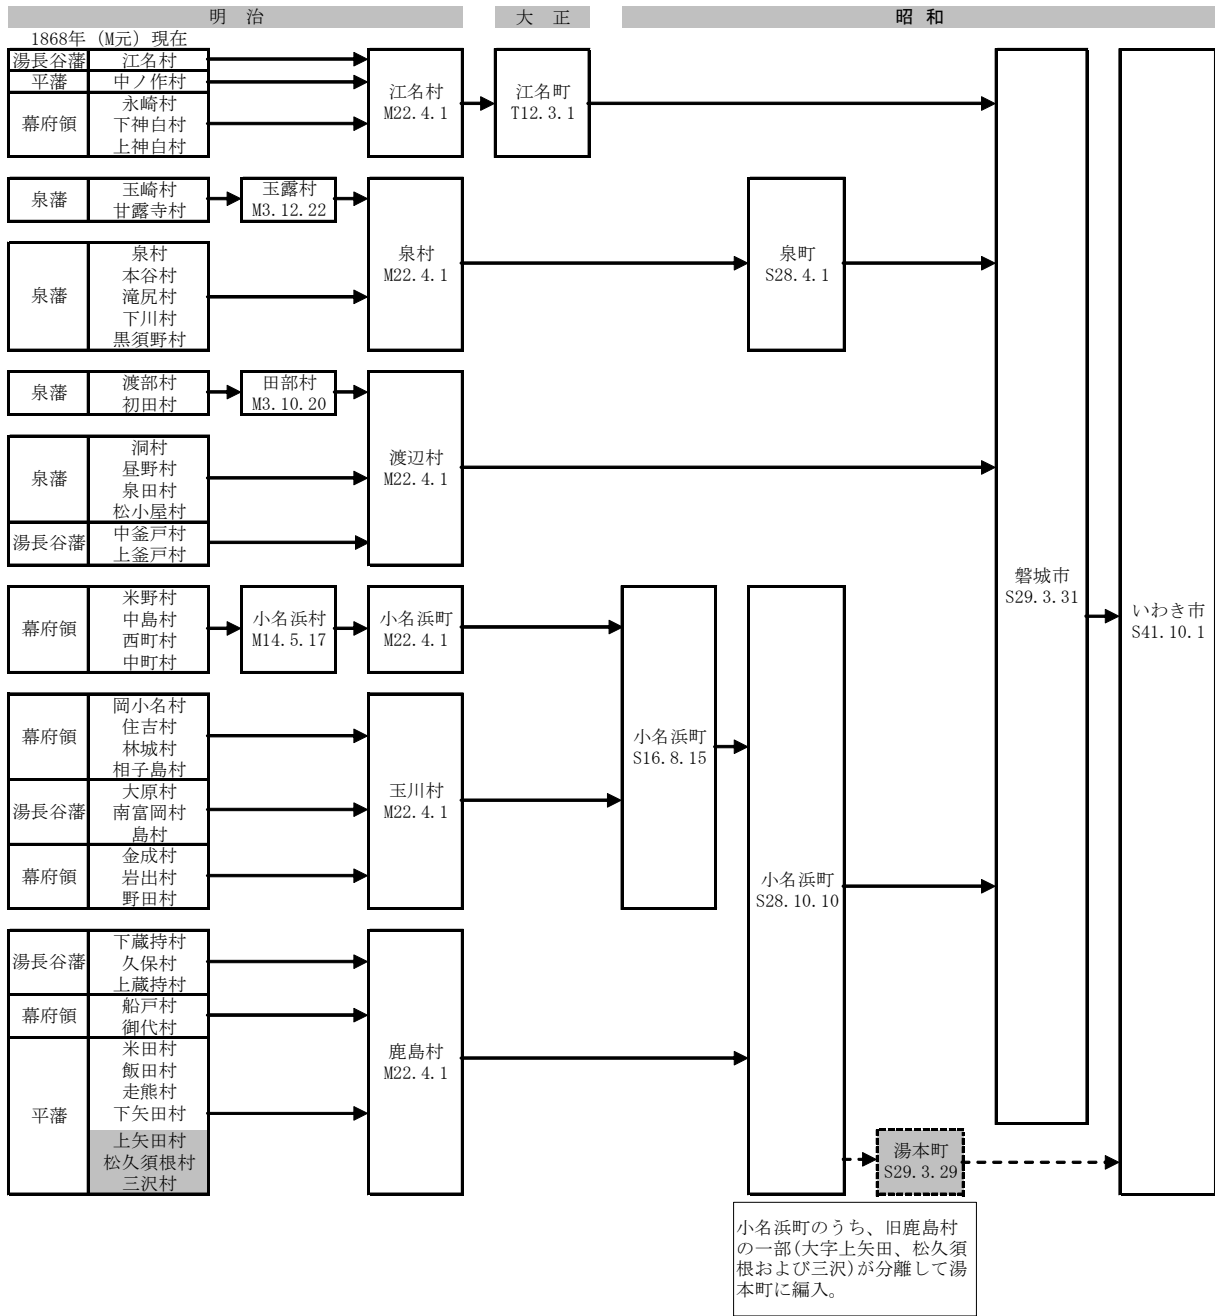 明 治
大 正
昭 和
1868年 (M元) 現在
湯長谷藩
江名村
平藩
中ノ作村
幕府領
永崎村
下神白村
上神白村
江名村
M22.4.1
江名町
T12.3.1
泉藩
玉崎村
甘露寺村
玉露村
M3.12.22
泉藩
泉村
本谷村
滝尻村
下川村
黒須野村
泉村
M22.4.1
泉町
S28.4.1
泉藩
渡部村
初田村
田部村
M3.10.20
泉藩
洞村
昼野村
泉田村
松小屋村
湯長谷藩
中釜戸村
上釜戸村
渡辺村
M22.4.1
幕府領
米野村
中島村
西町村
中町村
小名浜村
M14.5.17
小名浜町
M22.4.1
幕府領
岡小名村
住吉村
林城村
相子島村
湯長谷藩
大原村
南富岡村
島村
幕府領
金成村
岩出村
野田村
玉川村
M22.4.1
小名浜町
S16.8.15
湯長谷藩
下蔵持村
久保村
上蔵持村
幕府領
船戸村
御代村
平藩
米田村
飯田村
走熊村
下矢田村
上矢田村
松久須根村
三沢村
鹿島村
M22.4.1
小名浜町
S28.10.10
湯本町
S29.3.29
磐城市
S29.3.31
いわき市
S41.10.1
小名浜町のうち、旧鹿島村
の一部(大字上矢田、松久須
根および三沢)が分離して湯
本町に編入。